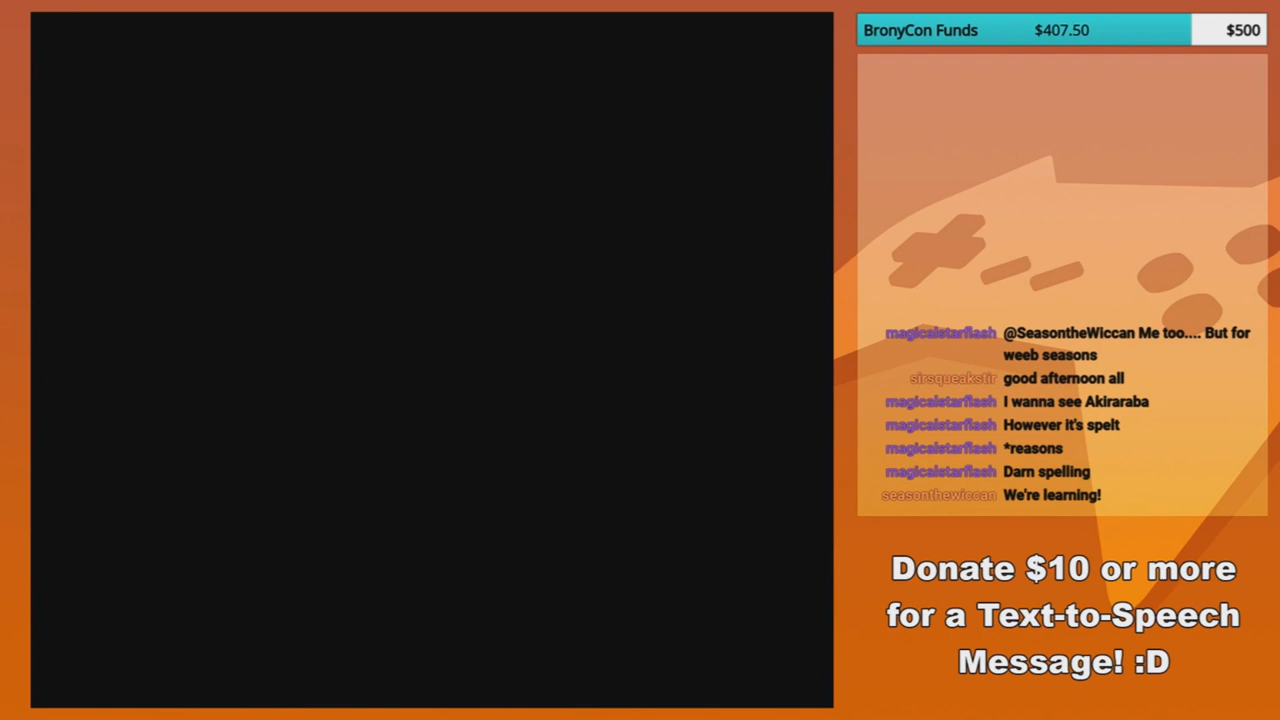 BronyCon Funds $407.50 $500
magicalstarflash @SeasontheWiccan Me too.... But for
weeb seasons
sirsqueakstir good afternoon all
magicalstarflash I wanna see Akiraraba
magicalstarflash However it's spelt
magicalstarflash *reasons
magicalstarflash Darn spelling
seasonthewiccan We're learning!
Donate $10 or more
for a Text-to-Speech
Message! :D